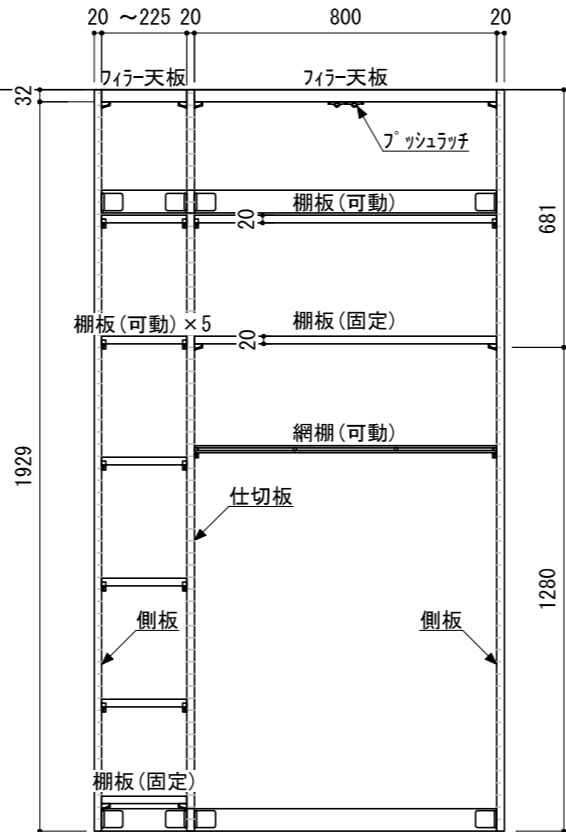 20 ～225 20 800 20
ﾌｨﾗｰ天板 ﾌｨﾗｰ天板
32
ﾌﾟｯｼｭﾗｯﾁ
棚板(可動)
20
681
棚板(可動)×5
棚板(固定)
20
網棚(可動)
1929
仕切板
1280
側板
側板
棚板(固定)